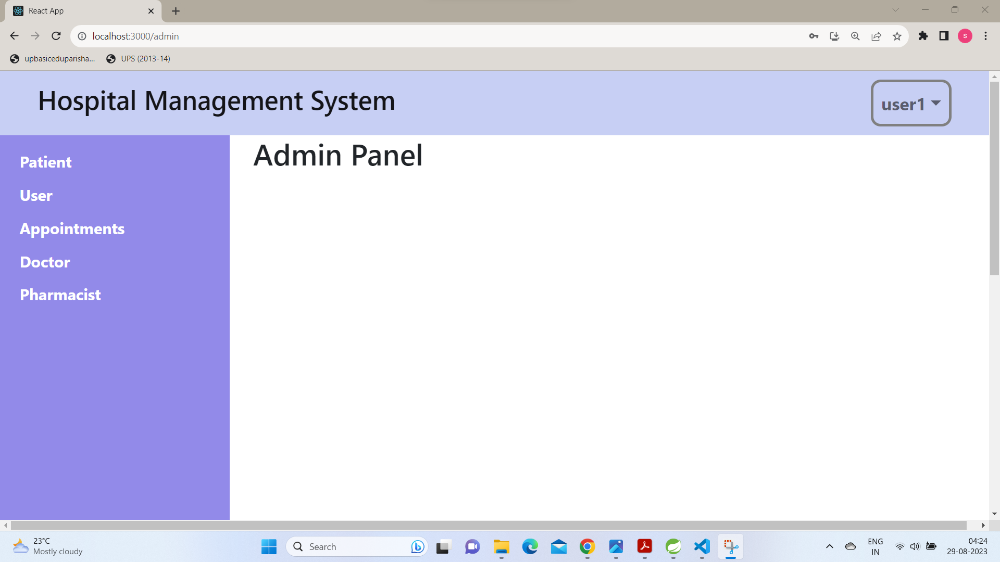 React App
localhost:3000/admin
S
upbasiceduparisha...
UPS (2013-14)
Hospital Management System
user1
Patient
User
Appointments
Doctor
Pharmacist
Admin Panel
23°C
Mostly cloudy
Search
ENG
IN
04:24
29-08-2023